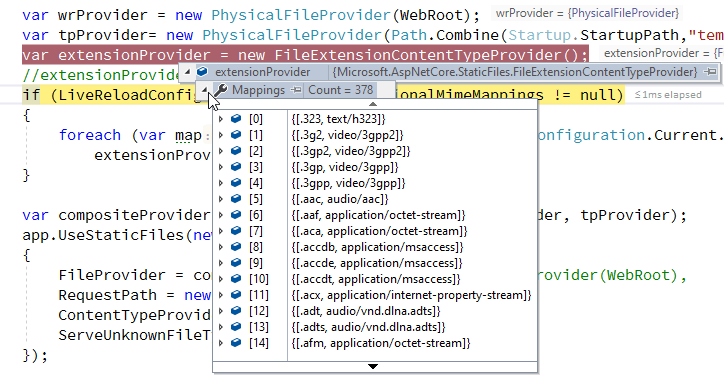 var wrProvider = new PhysicalFileProvider(WebRoot); wrProvider = {PhysicalFileProvider}
var tpProvider= new PhysicalFileProvider(Path.Combine(Startup.StartupPath,"tem
var extensionProvider = new FileExtensionContentTypeProvider(); extensionProvider = {F
//extensionProvide
extensionProvider {Microsoft.AspNetCore.StaticFiles.FileExtensionContentTypeProvider}
if (LiveReloadConfig ionalMimeMappings != null) ≤1ms elapsed
Mappings Count = 378
{
foreach (var map onfiguration.Current.
extensionProv
}
var compositeProvider der, tpProvider);
app.UseStaticFiles(new
{
FileProvider = co rovider(WebRoot),
RequestPath = new
ContentTypeProvid
ServeUnknownFileT
});
[0] {[.323, text/h323]}
[1] {[.3g2, video/3gpp2]}
[2] {[.3gp2, video/3gpp2]}
[3] {[.3gp, video/3gpp]}
[4] {[.3gpp, video/3gpp]}
[5] {[.aac, audio/aac]}
[6] {[.aaf, application/octet-stream]}
[7] {[.aca, application/octet-stream]}
[8] {[.accdb, application/msaccess]}
[9] {[.accde, application/msaccess]}
[10] {[.accdt, application/msaccess]}
[11] {[.acx, application/internet-property-stream]}
[12] {[.adt, audio/vnd.dlna.adts]}
[13] {[.adts, audio/vnd.dlna.adts]}
[14] {[.afm, application/octet-stream]}